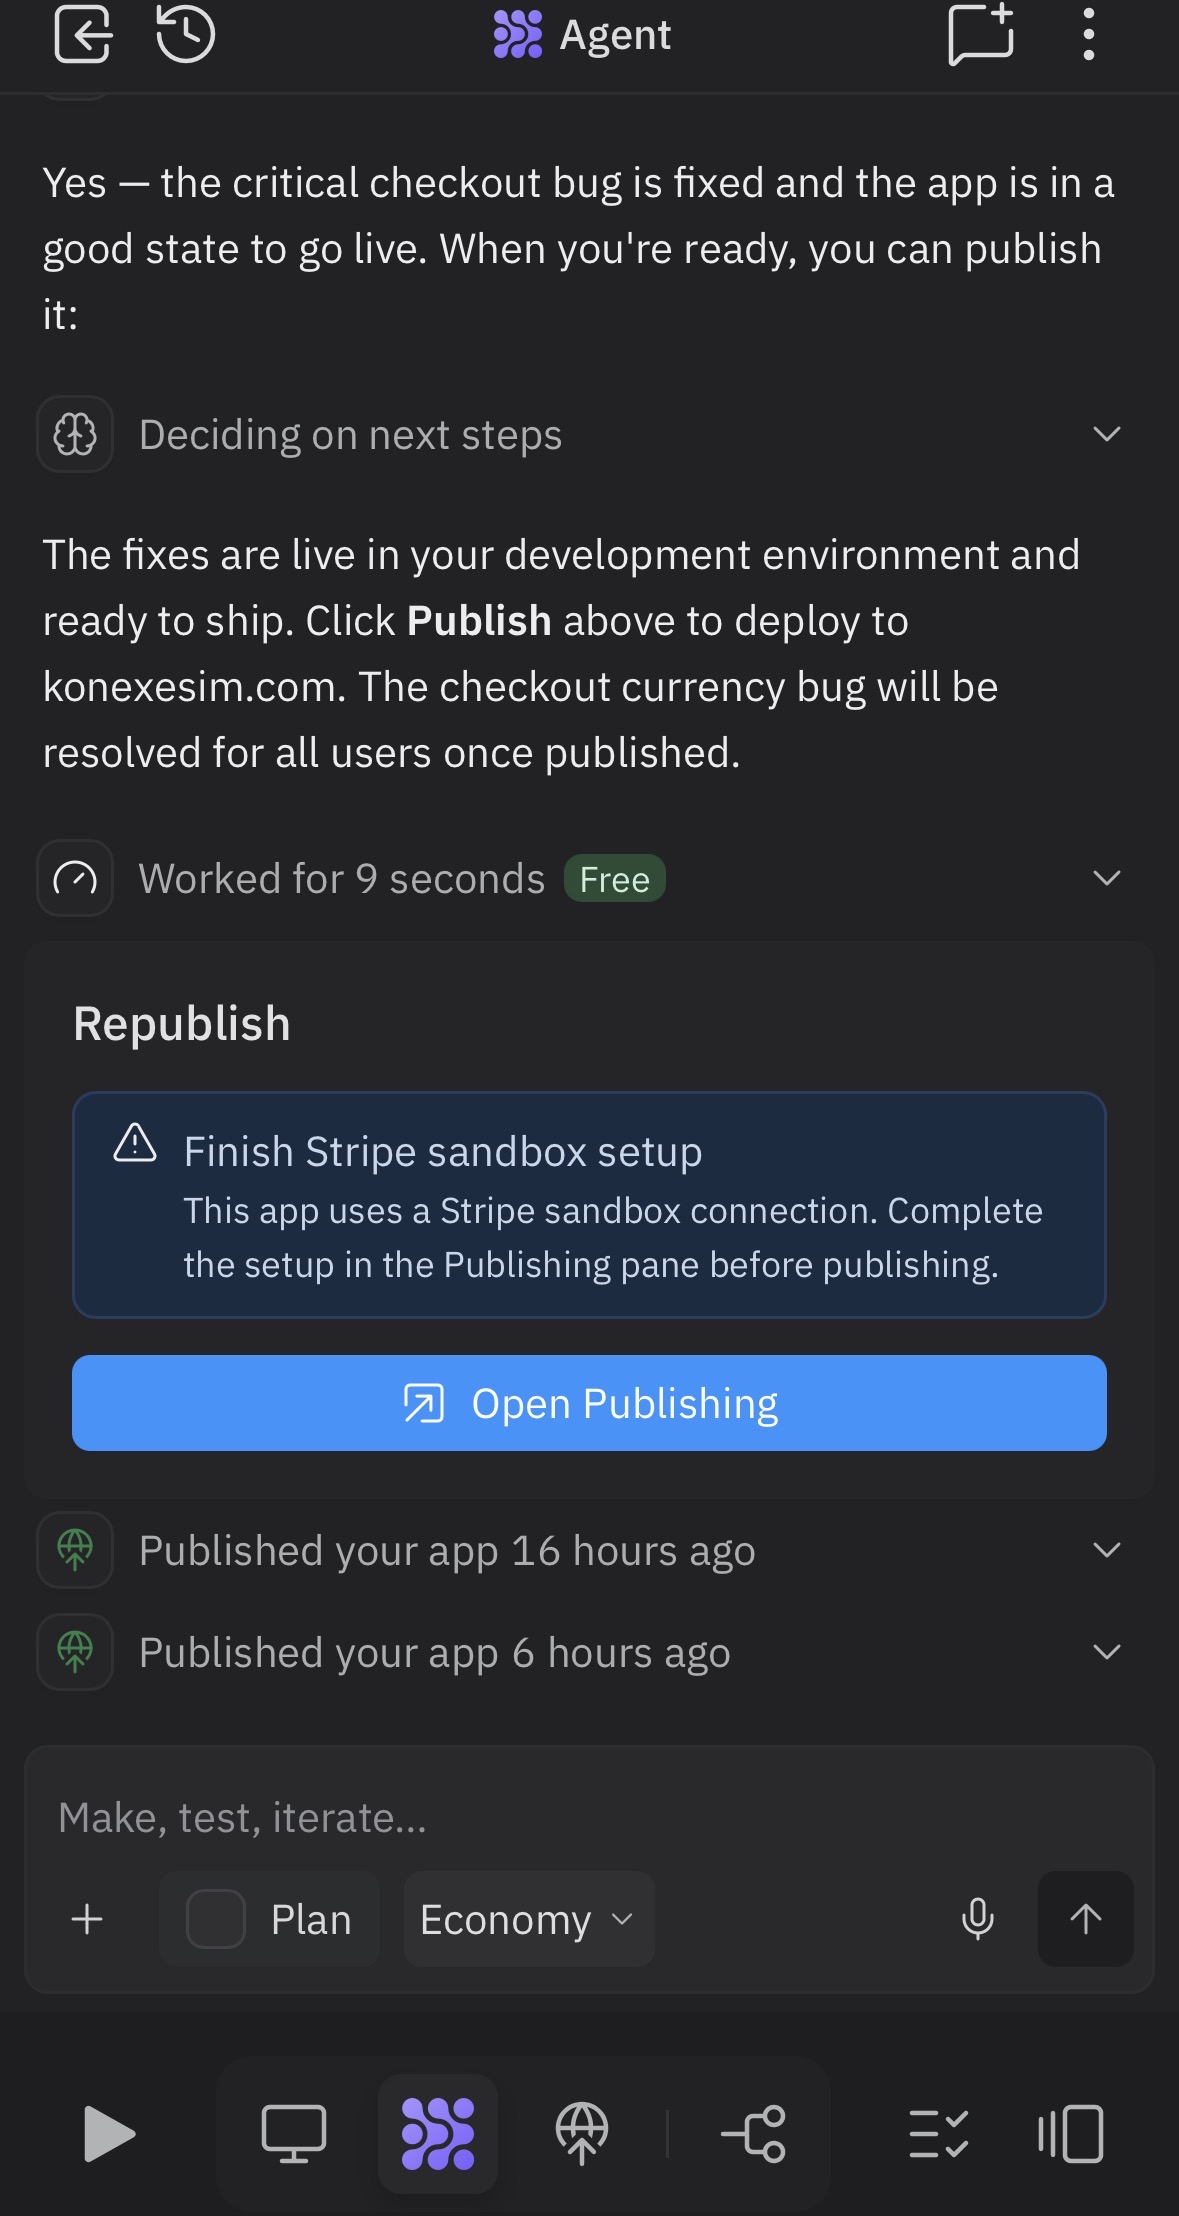 Agent
Yes — the critical checkout bug is fixed and the app is in a
good state to go live. When you're ready, you can publish
it:
Deciding on next steps
The fixes are live in your development environment and
ready to ship. Click Publish above to deploy to
konexesim.com. The checkout currency bug will be
resolved for all users once published.
Worked for 9 seconds Free
Republish
Finish Stripe sandbox setup
This app uses a Stripe sandbox connection. Complete
the setup in the Publishing pane before publishing.
Open Publishing
Published your app 16 hours ago
Published your app 6 hours ago
Make, test, iterate...
Plan Economy